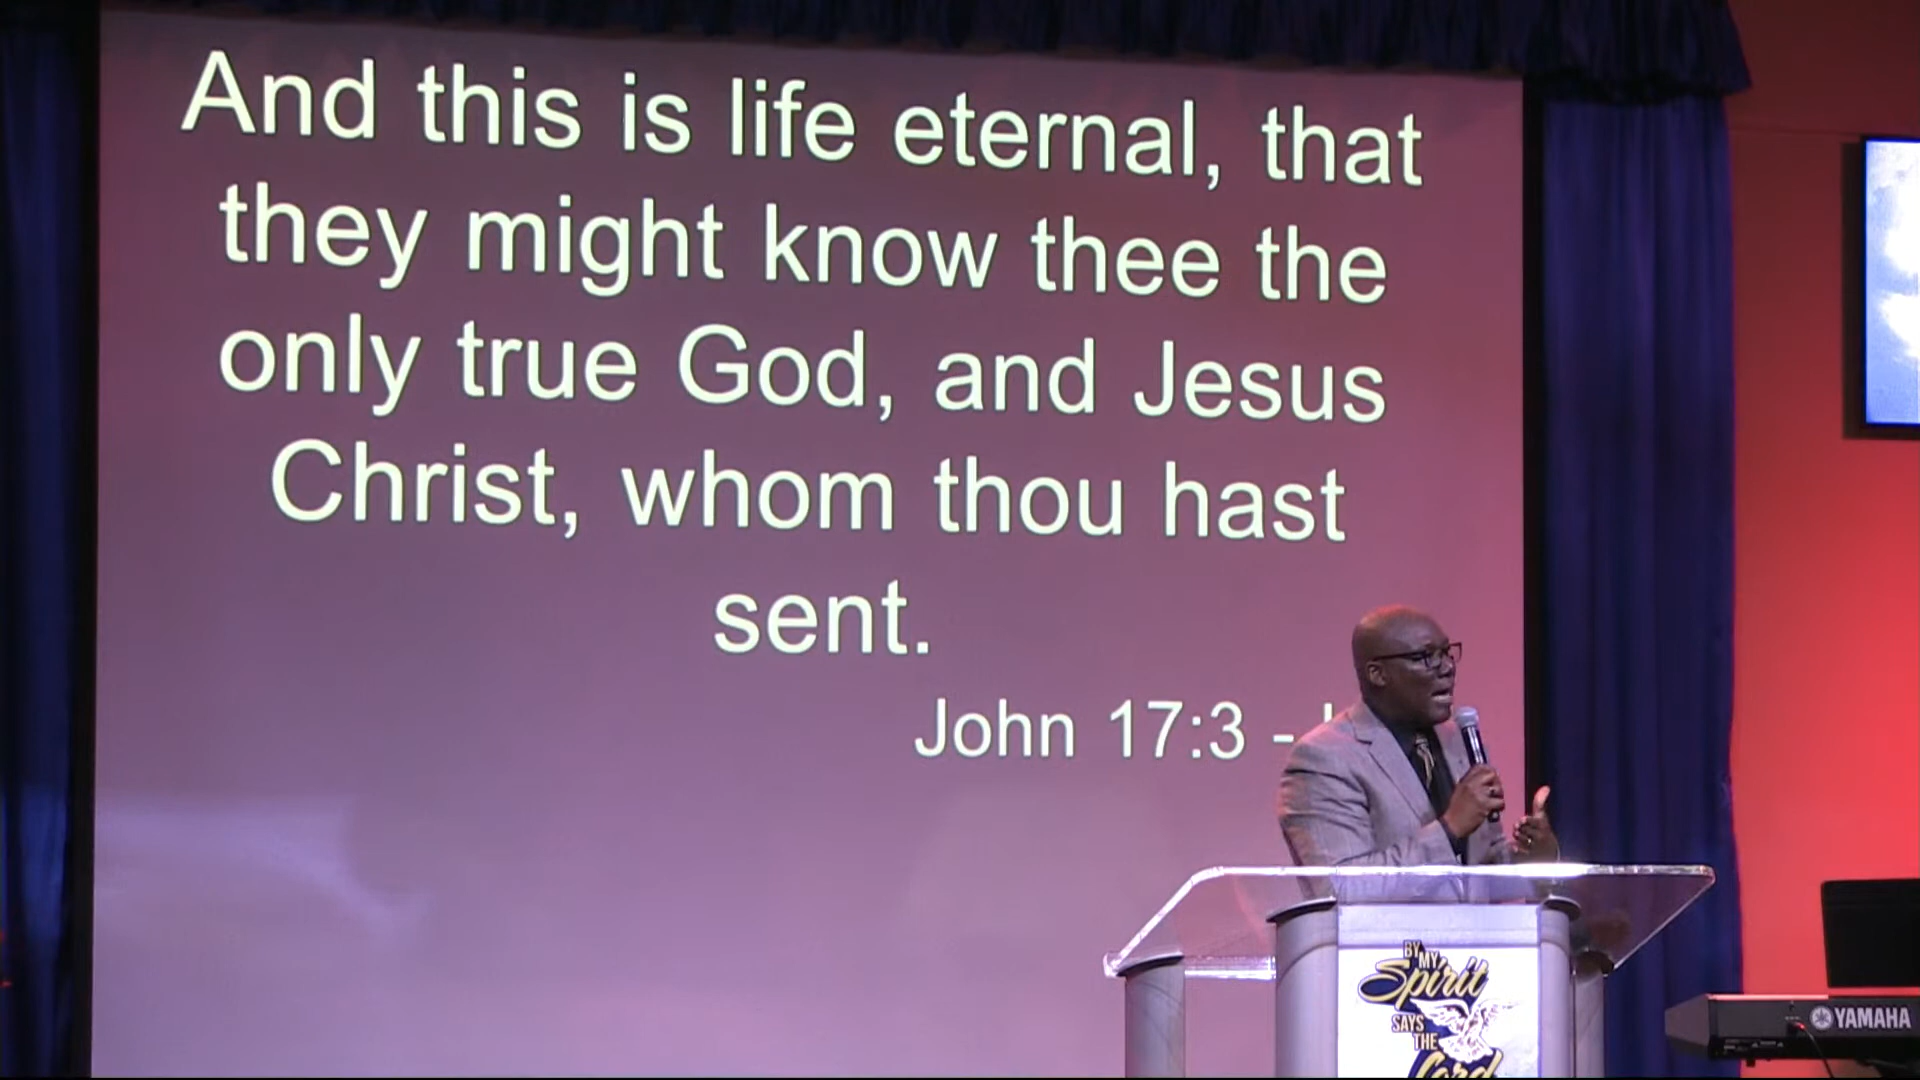 And this is life eternal, that
they might know thee the
only true God, and Jesus
Christ, whom thou hast
sent.
John 17:3 -
BY
MY
Spirit
SAYS
THE
Lord
YAMAHA